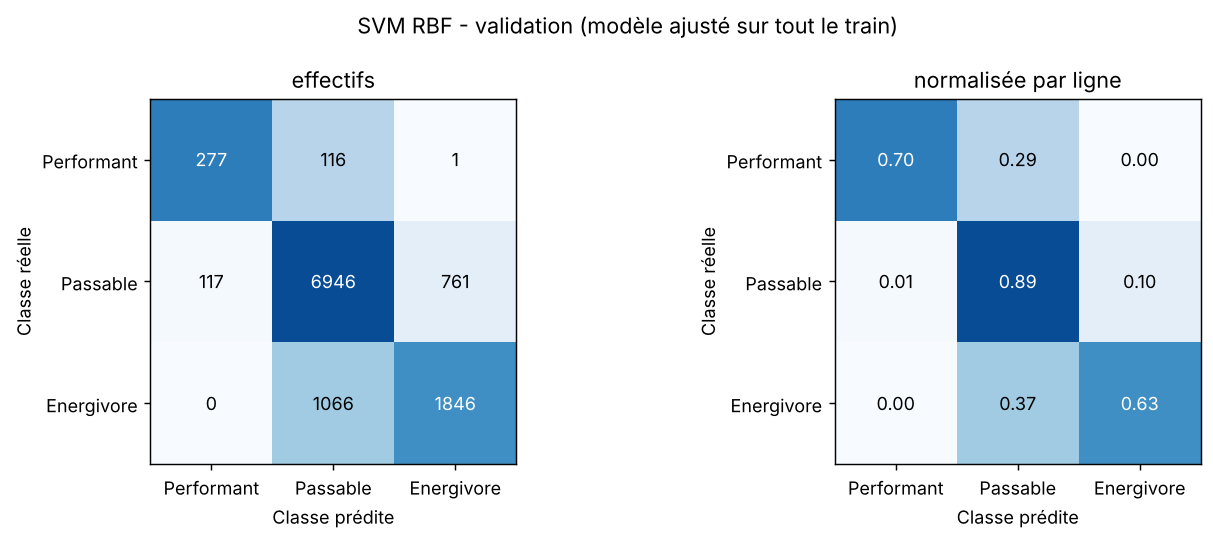 SVM RBF - validation (modèle ajusté sur tout le train)
effectifs
Classe réelle
Performant 277 116 1
Passable 117 6946 761
Energivore 0 1066 1846
Performant Passable Energivore
Classe prédite
normalisée par ligne
Classe réelle
Performant 0.70 0.29 0.00
Passable 0.01 0.89 0.10
Energivore 0.00 0.37 0.63
Performant Passable Energivore
Classe prédite